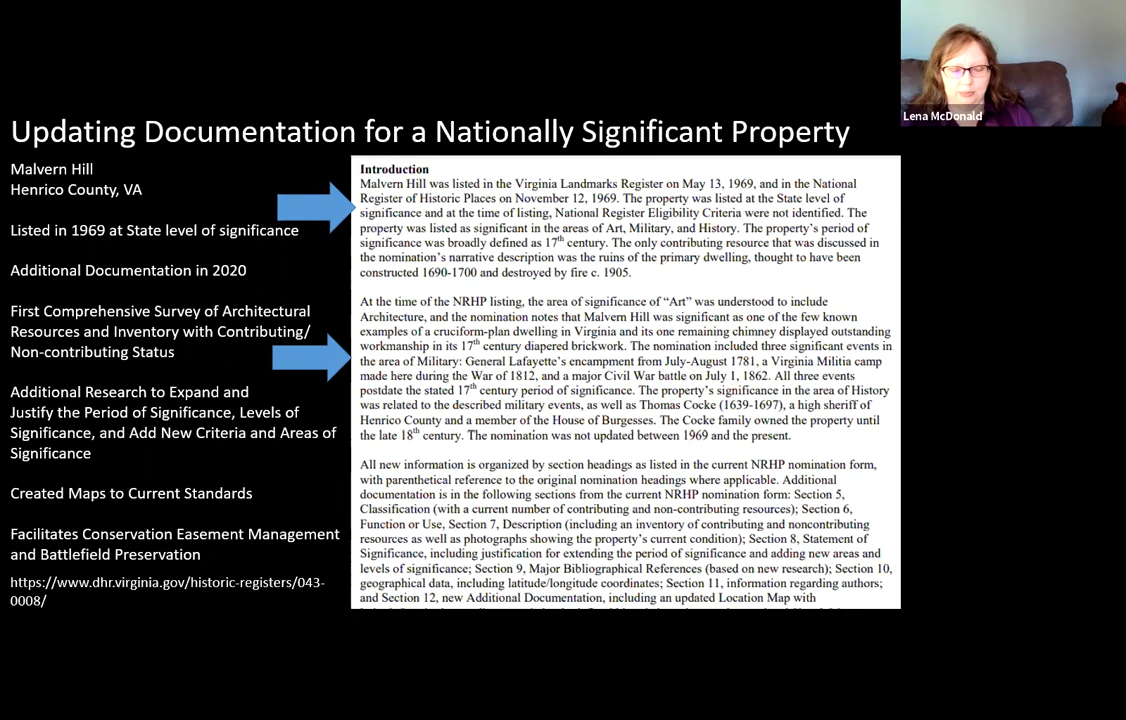 Lena McDonald
Updating Documentation for a Nationally Significant Property
Malvern Hill
Henrico County, VA
Listed in 1969 at State level of significance
Additional Documentation in 2020
First Comprehensive Survey of Architectural
Resources and Inventory with Contributing/
Non-contributing Status
Additional Research to Expand and
Justify the Period of Significance, Levels of
Significance, and Add New Criteria and Areas of
Significance
Created Maps to Current Standards
Facilitates Conservation Easement Management
and Battlefield Preservation
https://www.dhr.virginia.gov/historic-registers/043-
0008/
Introduction
Malvern Hill was listed in the Virginia Landmarks Register on May 13, 1969, and in the National
Register of Historic Places on November 12, 1969. The property was listed at the State level of
significance and at the time of listing, National Register Eligibility Criteria were not identified. The
property was listed as significant in the areas of Art, Military, and History. The property's period of
significance was broadly defined as 17th century. The only contributing resource that was discussed in
the nomination's narrative description was the ruins of the primary dwelling, thought to have been
constructed 1690-1700 and destroyed by fire c. 1905.
At the time of the NRHP listing, the area of significance of "Art" was understood to include
Architecture, and the nomination notes that Malvern Hill was significant as one of the few known
examples of a cruciform-plan dwelling in Virginia and its one remaining chimney displayed outstanding
workmanship in its 17th century diapered brickwork. The nomination included three significant events in
the area of Military: General Lafayette's encampment from July-August 1781, a Virginia Militia camp
made here during the War of 1812, and a major Civil War battle on July 1, 1862. All three events
postdate the stated 17th century period of significance. The property's significance in the area of History
was related to the described military events, as well as Thomas Cocke (1639-1697), a high sheriff of
Henrico County and a member of the House of Burgesses. The Cocke family owned the property until
the late 18th century. The nomination was not updated between 1969 and the present.
All new information is organized by section headings as listed in the current NRHP nomination form,
with parenthetical reference to the original nomination headings where applicable. Additional
documentation is in the following sections from the current NRHP nomination form: Section 5,
Classification (with a current number of contributing and non-contributing resources); Section 6,
Function or Use, Section 7, Description (including an inventory of contributing and noncontributing
resources as well as photographs showing the property's current condition); Section 8, Statement of
Significance, including justification for extending the period of significance and adding new areas and
levels of significance; Section 9, Major Bibliographical References (based on new research); Section 10,
geographical data, including latitude/longitude coordinates; Section 11, information regarding authors;
and Section 12, new Additional Documentation, including an updated Location Map with